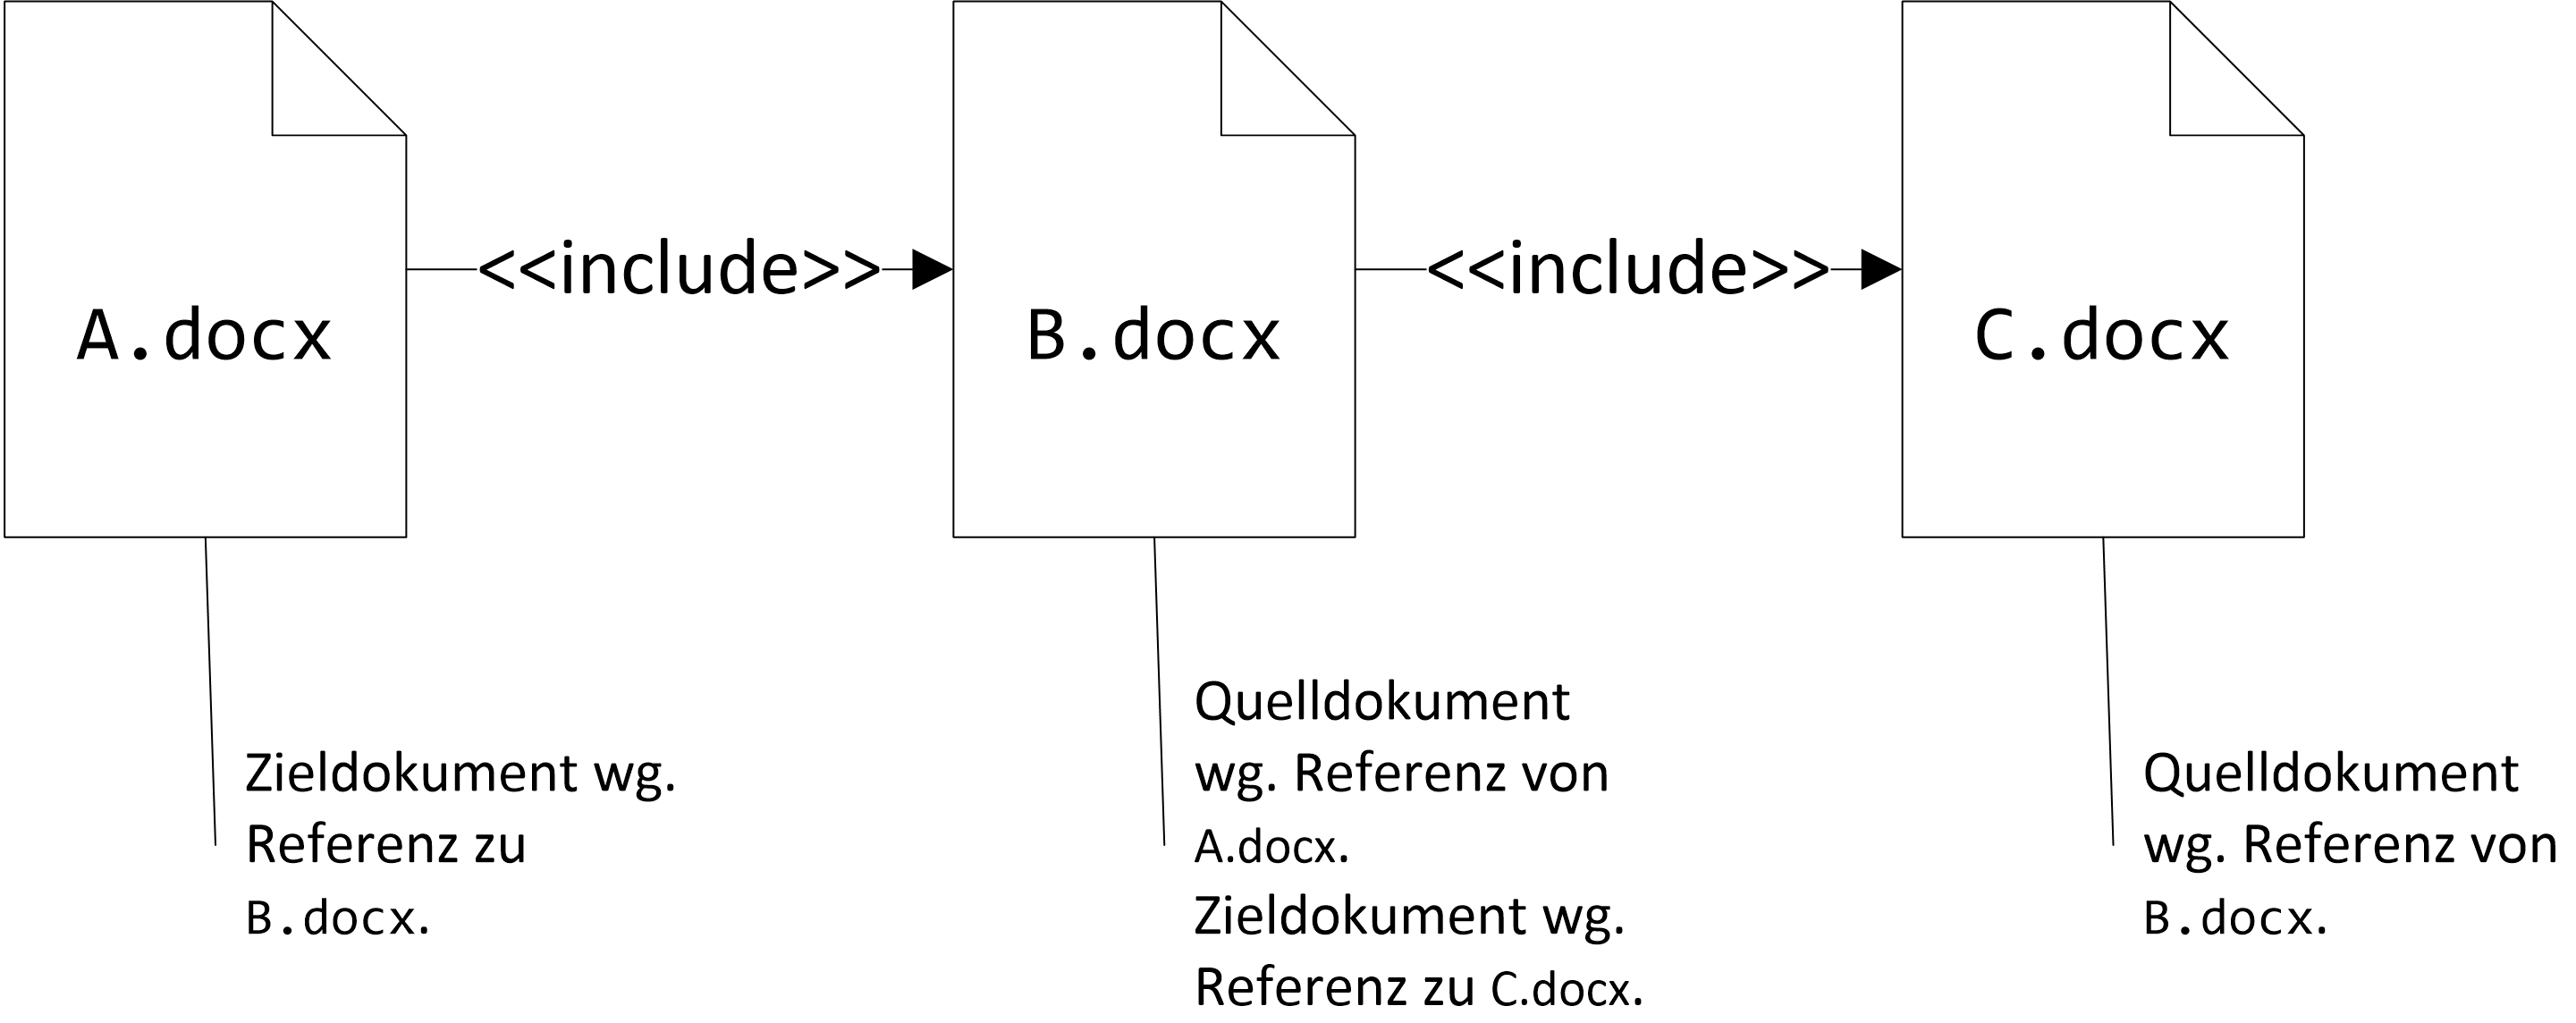 A.docx
<<include>>
B.docx
<<include>>
C.docx
Zieldokument wg.
Referenz zu
B.docx.
Quelldokument
wg. Referenz von
A.docx.
Zieldokument wg.
Referenz zu C.docx.
Quelldokument
wg. Referenz von
B.docx.